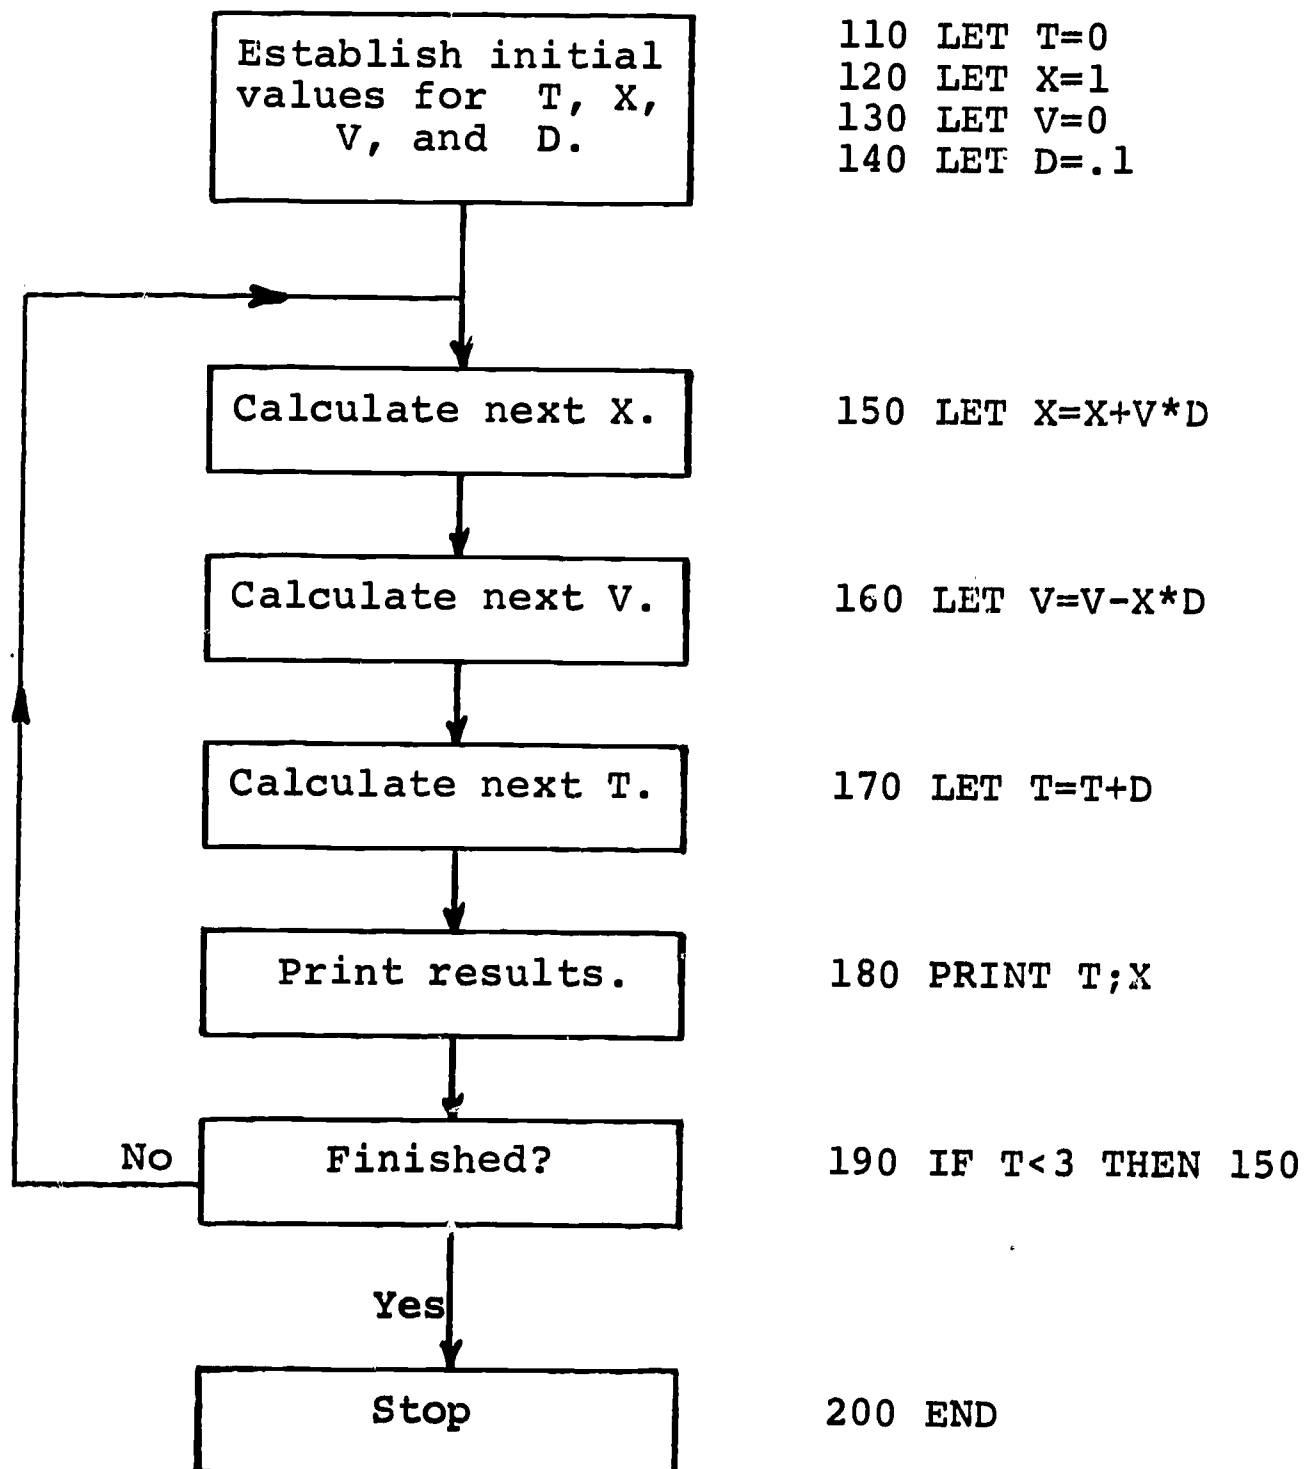 Establish initial
values for T, X,
V, and D.
110 LET T=0
120 LET X=1
130 LET V=0
140 LET D=.1
Calculate next X.
150 LET X=X+V*D
Calculate next V.
160 LET V=V-X*D
Calculate next T.
170 LET T=T+D
Print results.
180 PRINT T;X
No
Finished?
190 IF T<3 THEN 150
Yes
Stop
200 END